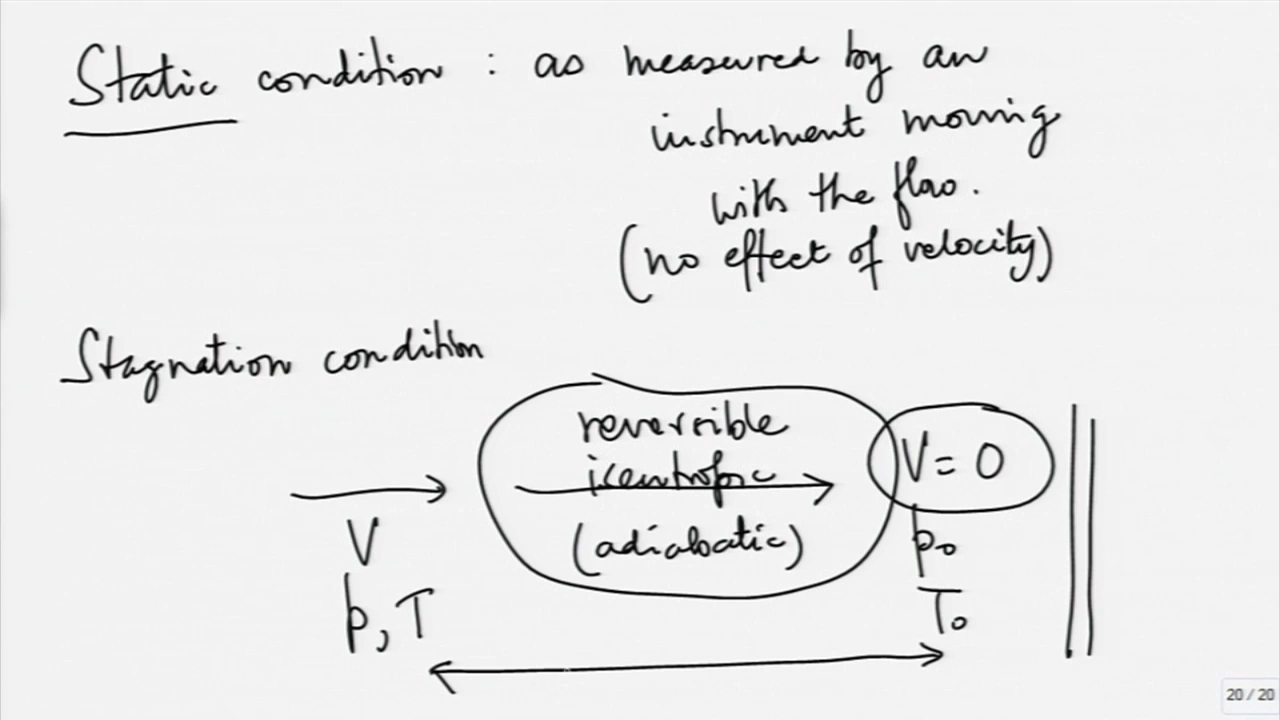 Static condition : as measured by an
instrument moving
with the flow.
(no effect of velocity)
Stagnation condition
reversible
isentropic
(adiabatic)
V = 0
V
p, T
p₀
T₀
20 / 20